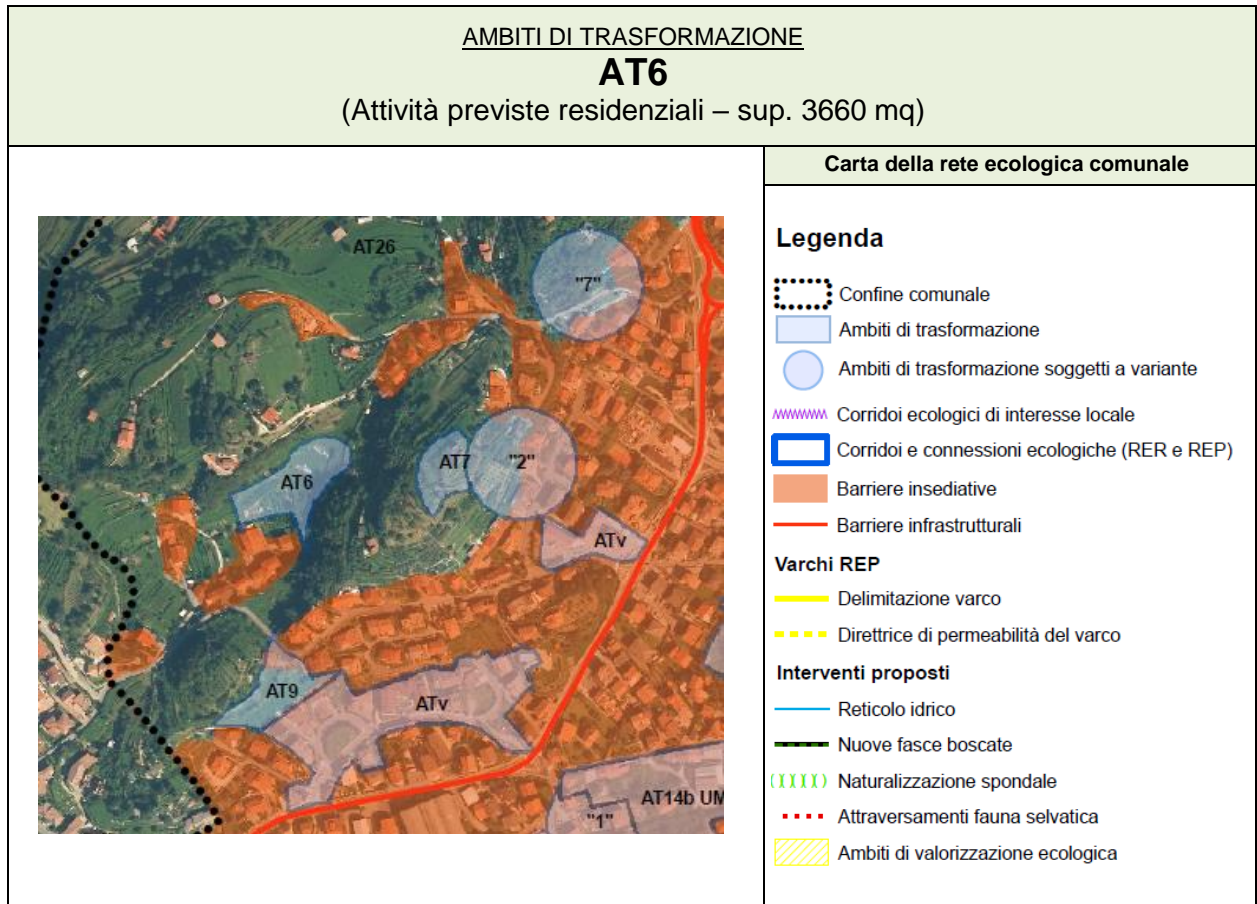 AMBITI DI TRASFORMAZIONE
AT6
(Attività previste residenziali – sup. 3660 mq)
Carta della rete ecologica comunale
AT26
"7"
AT6
AT7
"2"
ATv
AT9
ATv
AT14b UM
"1"
Legenda
Confine comunale
Ambiti di trasformazione
Ambiti di trasformazione soggetti a variante
Corridoi ecologici di interesse locale
Corridoi e connessioni ecologiche (RER e REP)
Barriere insediative
Barriere infrastrutturali
Varchi REP
Delimitazione varco
Direttrice di permeabilità del varco
Interventi proposti
Reticolo idrico
Nuove fasce boscate
Naturalizzazione spondale
Attraversamenti fauna selvatica
Ambiti di valorizzazione ecologica